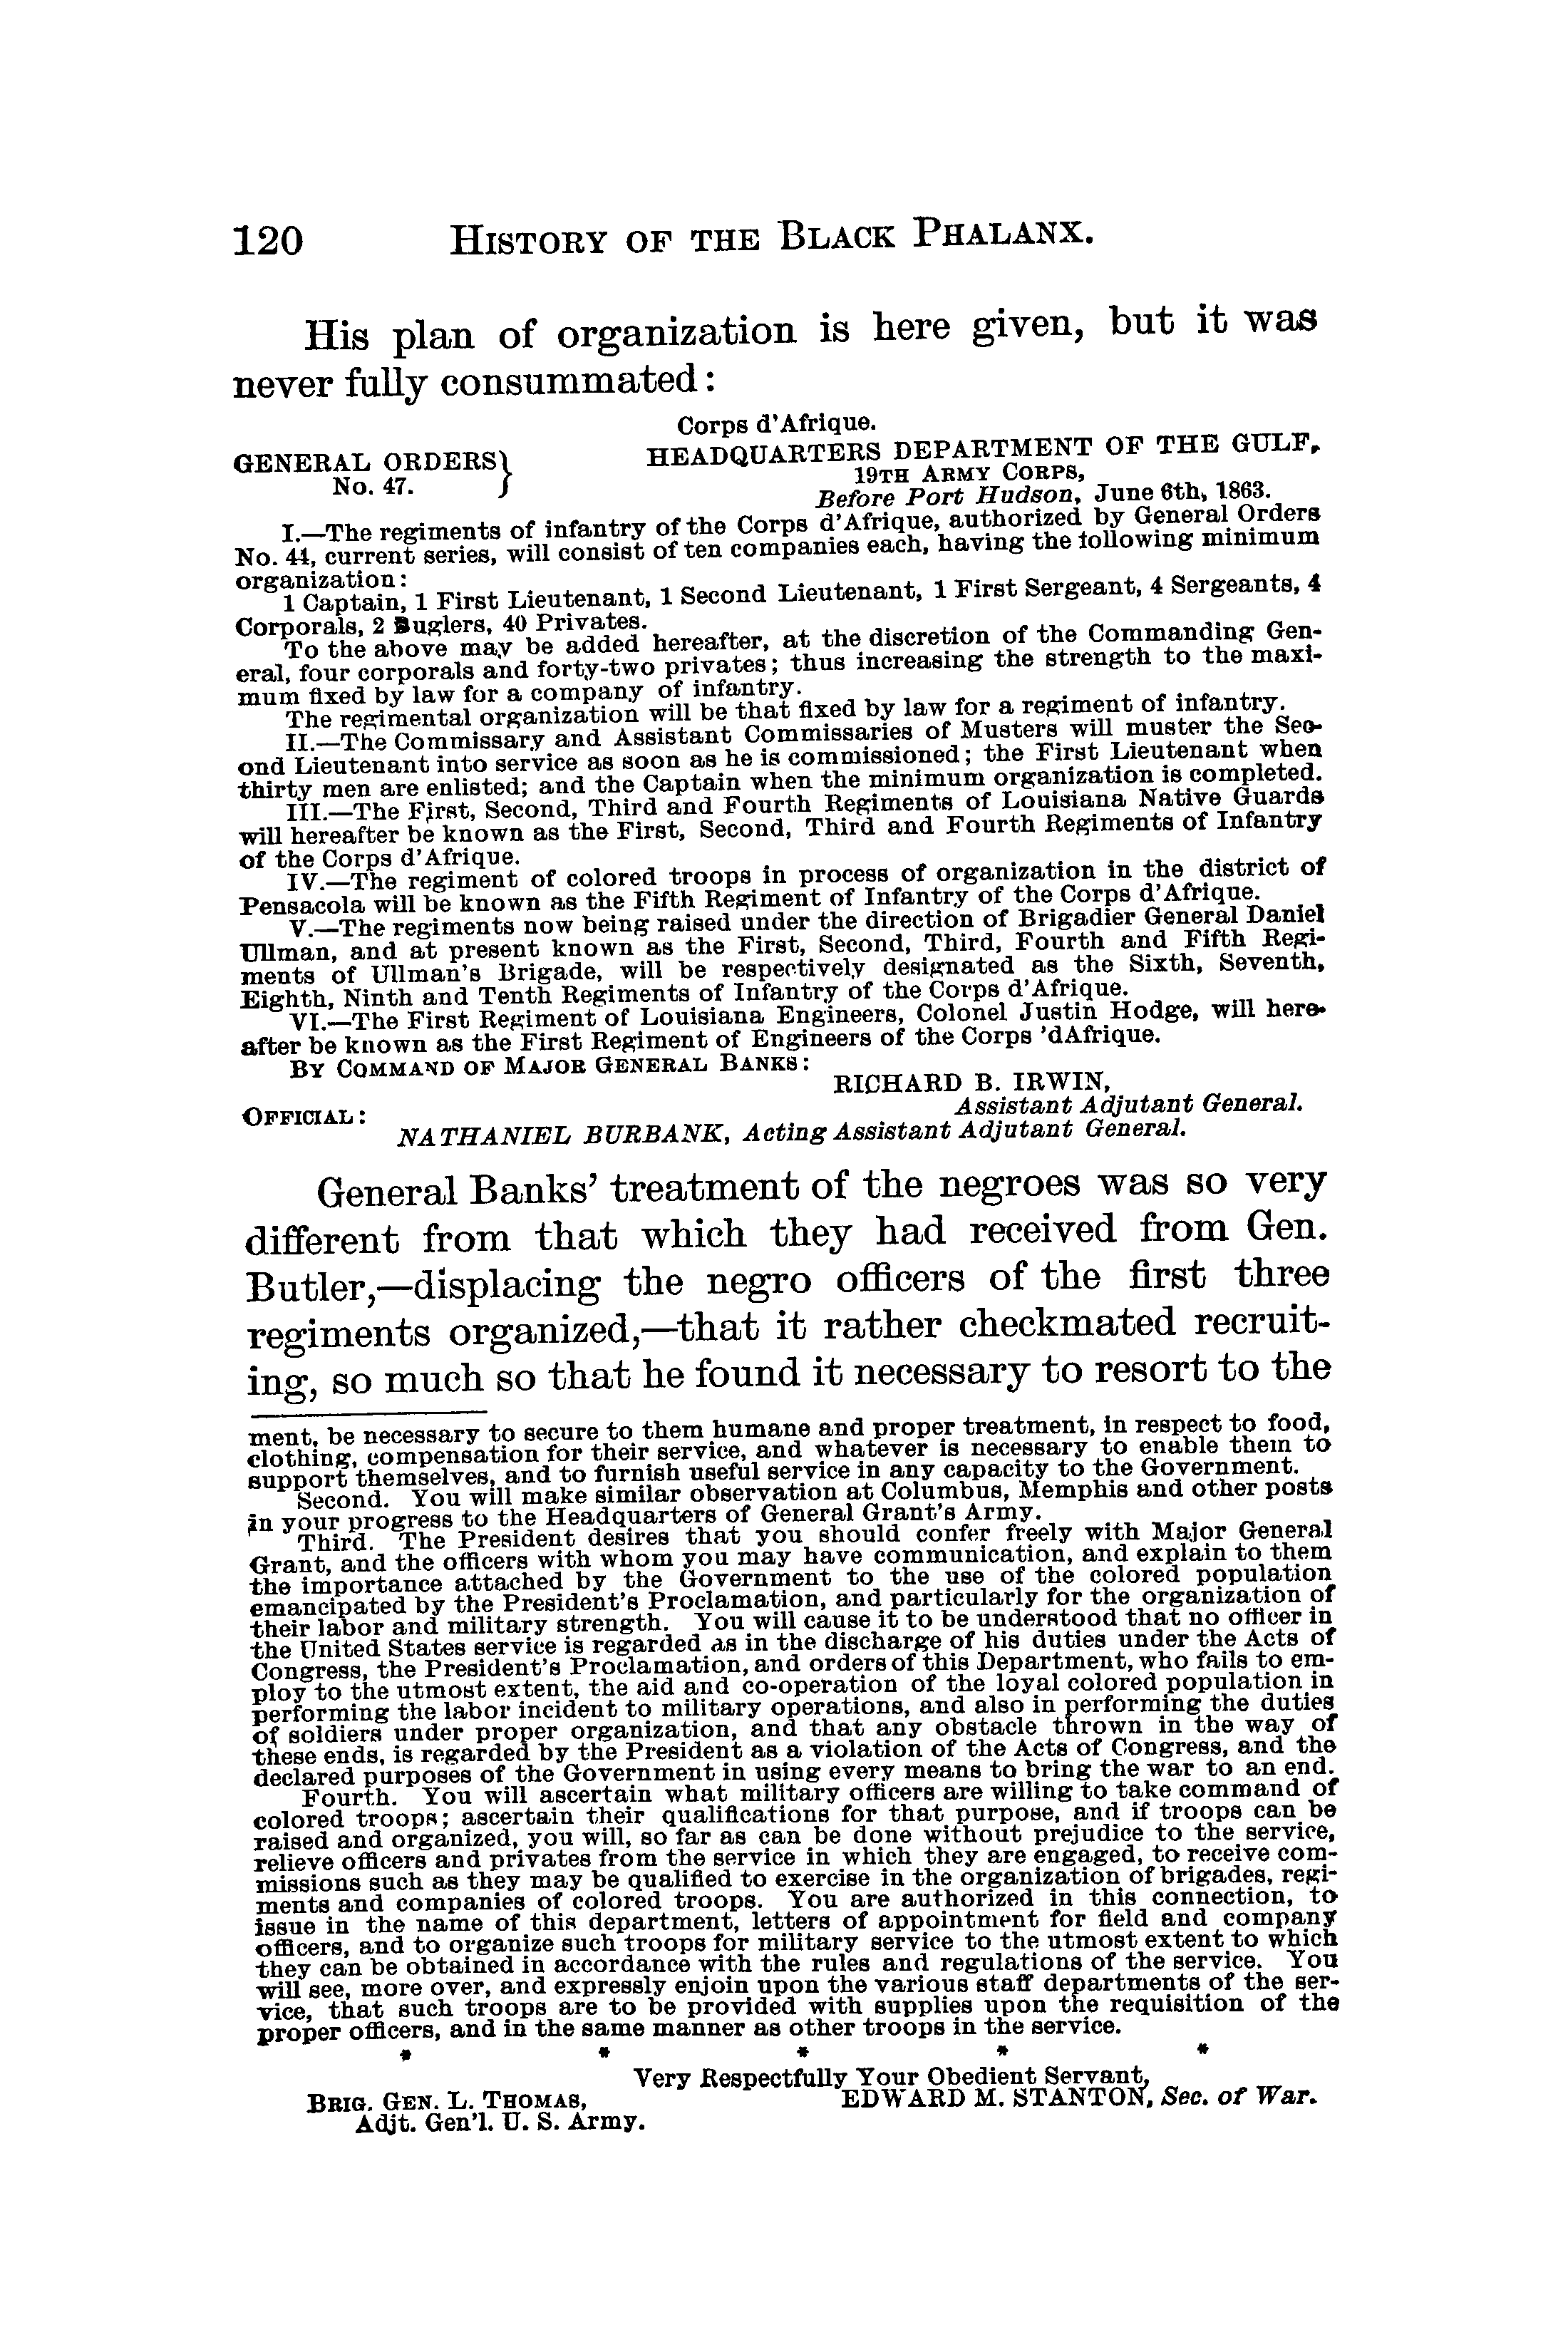 120 HISTORY OF THE BLACK PHALANX.
His plan of organization is here given, but it was
never fully consummated:
Corps d'Afrique.
GENERAL ORDERS } HEADQUARTERS DEPARTMENT OF THE GULF,
No. 47. 19TH ARMY CORPS,
Before Port Hudson, June 6th, 1863.
I.—The regiments of infantry of the Corps d'Afrique, authorized by General Orders
No. 44, current series, will consist of ten companies each, having the following minimum
organization:
1 Captain, 1 First Lieutenant, 1 Second Lieutenant, 1 First Sergeant, 4 Sergeants, 4
Corporals, 2 Buglers, 40 Privates.
To the above may be added hereafter, at the discretion of the Commanding Gen-
eral, four corporals and forty-two privates; thus increasing the strength to the maxi-
mum fixed by law for a company of infantry.
The regimental organization will be that fixed by law for a regiment of infantry.
II.—The Commissary and Assistant Commissaries of Musters will muster the Sec-
ond Lieutenant into service as soon as he is commissioned; the First Lieutenant when
thirty men are enlisted; and the Captain when the minimum organization is completed.
III.—The First, Second, Third and Fourth Regiments of Louisiana Native Guards
will hereafter be known as the First, Second, Third and Fourth Regiments of Infantry
of the Corps d'Afrique.
IV.—The regiment of colored troops in process of organization in the district of
Pensacola will be known as the Fifth Regiment of Infantry of the Corps d'Afrique.
V.—The regiments now being raised under the direction of Brigadier General Daniel
Ullman, and at present known as the First, Second, Third, Fourth and Fifth Regi-
ments of Ullman's Brigade, will be respectively designated as the Sixth, Seventh,
Eighth, Ninth and Tenth Regiments of Infantry of the Corps d'Afrique.
VI.—The First Regiment of Louisiana Engineers, Colonel Justin Hodge, will here-
after be known as the First Regiment of Engineers of the Corps 'dAfrique.
BY COMMAND OF MAJOR GENERAL BANKS:
RICHARD B. IRWIN,
Assistant Adjutant General.
OFFICIAL:
NATHANIEL BURBANK, Acting Assistant Adjutant General.
General Banks' treatment of the negroes was so very
different from that which they had received from Gen.
Butler,—displacing the negro officers of the first three
regiments organized,—that it rather checkmated recruit-
ing, so much so that he found it necessary to resort to the
ment, be necessary to secure to them humane and proper treatment, in respect to food,
clothing, compensation for their service, and whatever is necessary to enable them to
support themselves, and to furnish useful service in any capacity to the Government.
Second. You will make similar observation at Columbus, Memphis and other posts
in your progress to the Headquarters of General Grant's Army.
Third. The President desires that you should confer freely with Major General
Grant, and the officers with whom you may have communication, and explain to them
the importance attached by the Government to the use of the colored population
emancipated by the President's Proclamation, and particularly for the organization of
their labor and military strength. You will cause it to be understood that no officer in
the United States service is regarded as in the discharge of his duties under the Acts of
Congress, the President's Proclamation, and orders of this Department, who fails to em-
ploy to the utmost extent, the aid and co-operation of the loyal colored population in
performing the labor incident to military operations, and also in performing the duties
of soldiers under proper organization, and that any obstacle thrown in the way of
these ends, is regarded by the President as a violation of the Acts of Congress, and the
declared purposes of the Government in using every means to bring the war to an end.
Fourth. You will ascertain what military officers are willing to take command of
colored troops; ascertain their qualifications for that purpose, and if troops can be
raised and organized, you will, so far as can be done without prejudice to the service,
relieve officers and privates from the service in which they are engaged, to receive com-
missions such as they may be qualified to exercise in the organization of brigades, regi-
ments and companies of colored troops. You are authorized in this connection, to
issue in the name of this department, letters of appointment for field and company
officers, and to organize such troops for military service to the utmost extent to which
they can be obtained in accordance with the rules and regulations of the service. You
will see, more over, and expressly enjoin upon the various staff departments of the ser-
vice, that such troops are to be provided with supplies upon the requisition of the
proper officers, and in the same manner as other troops in the service.
* * * * *
Very Respectfully Your Obedient Servant,
BRIG. GEN. L. THOMAS, EDWARD M. STANTON, Sec. of War.
Adjt. Gen'l. U. S. Army.